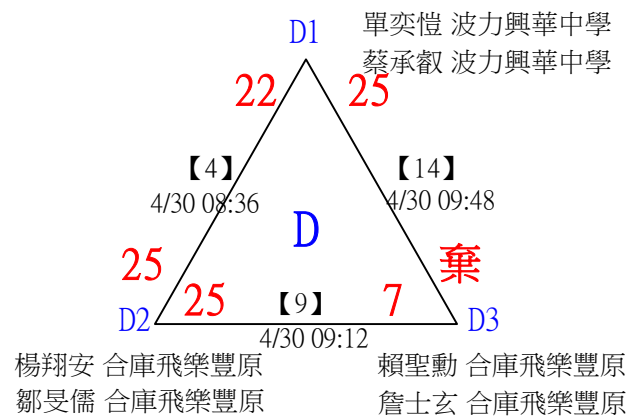 D1
單奕愷 波力興華中學
蔡承叡 波力興華中學
22
25
【4】
4/30 08:36
【14】
4/30 09:48
D
25
棄
25
【9】
7
D2
D3
4/30 09:12
楊翔安 合庫飛樂豐原
賴聖勳 合庫飛樂豐原
鄒旻儒 合庫飛樂豐原
詹士玄 合庫飛樂豐原